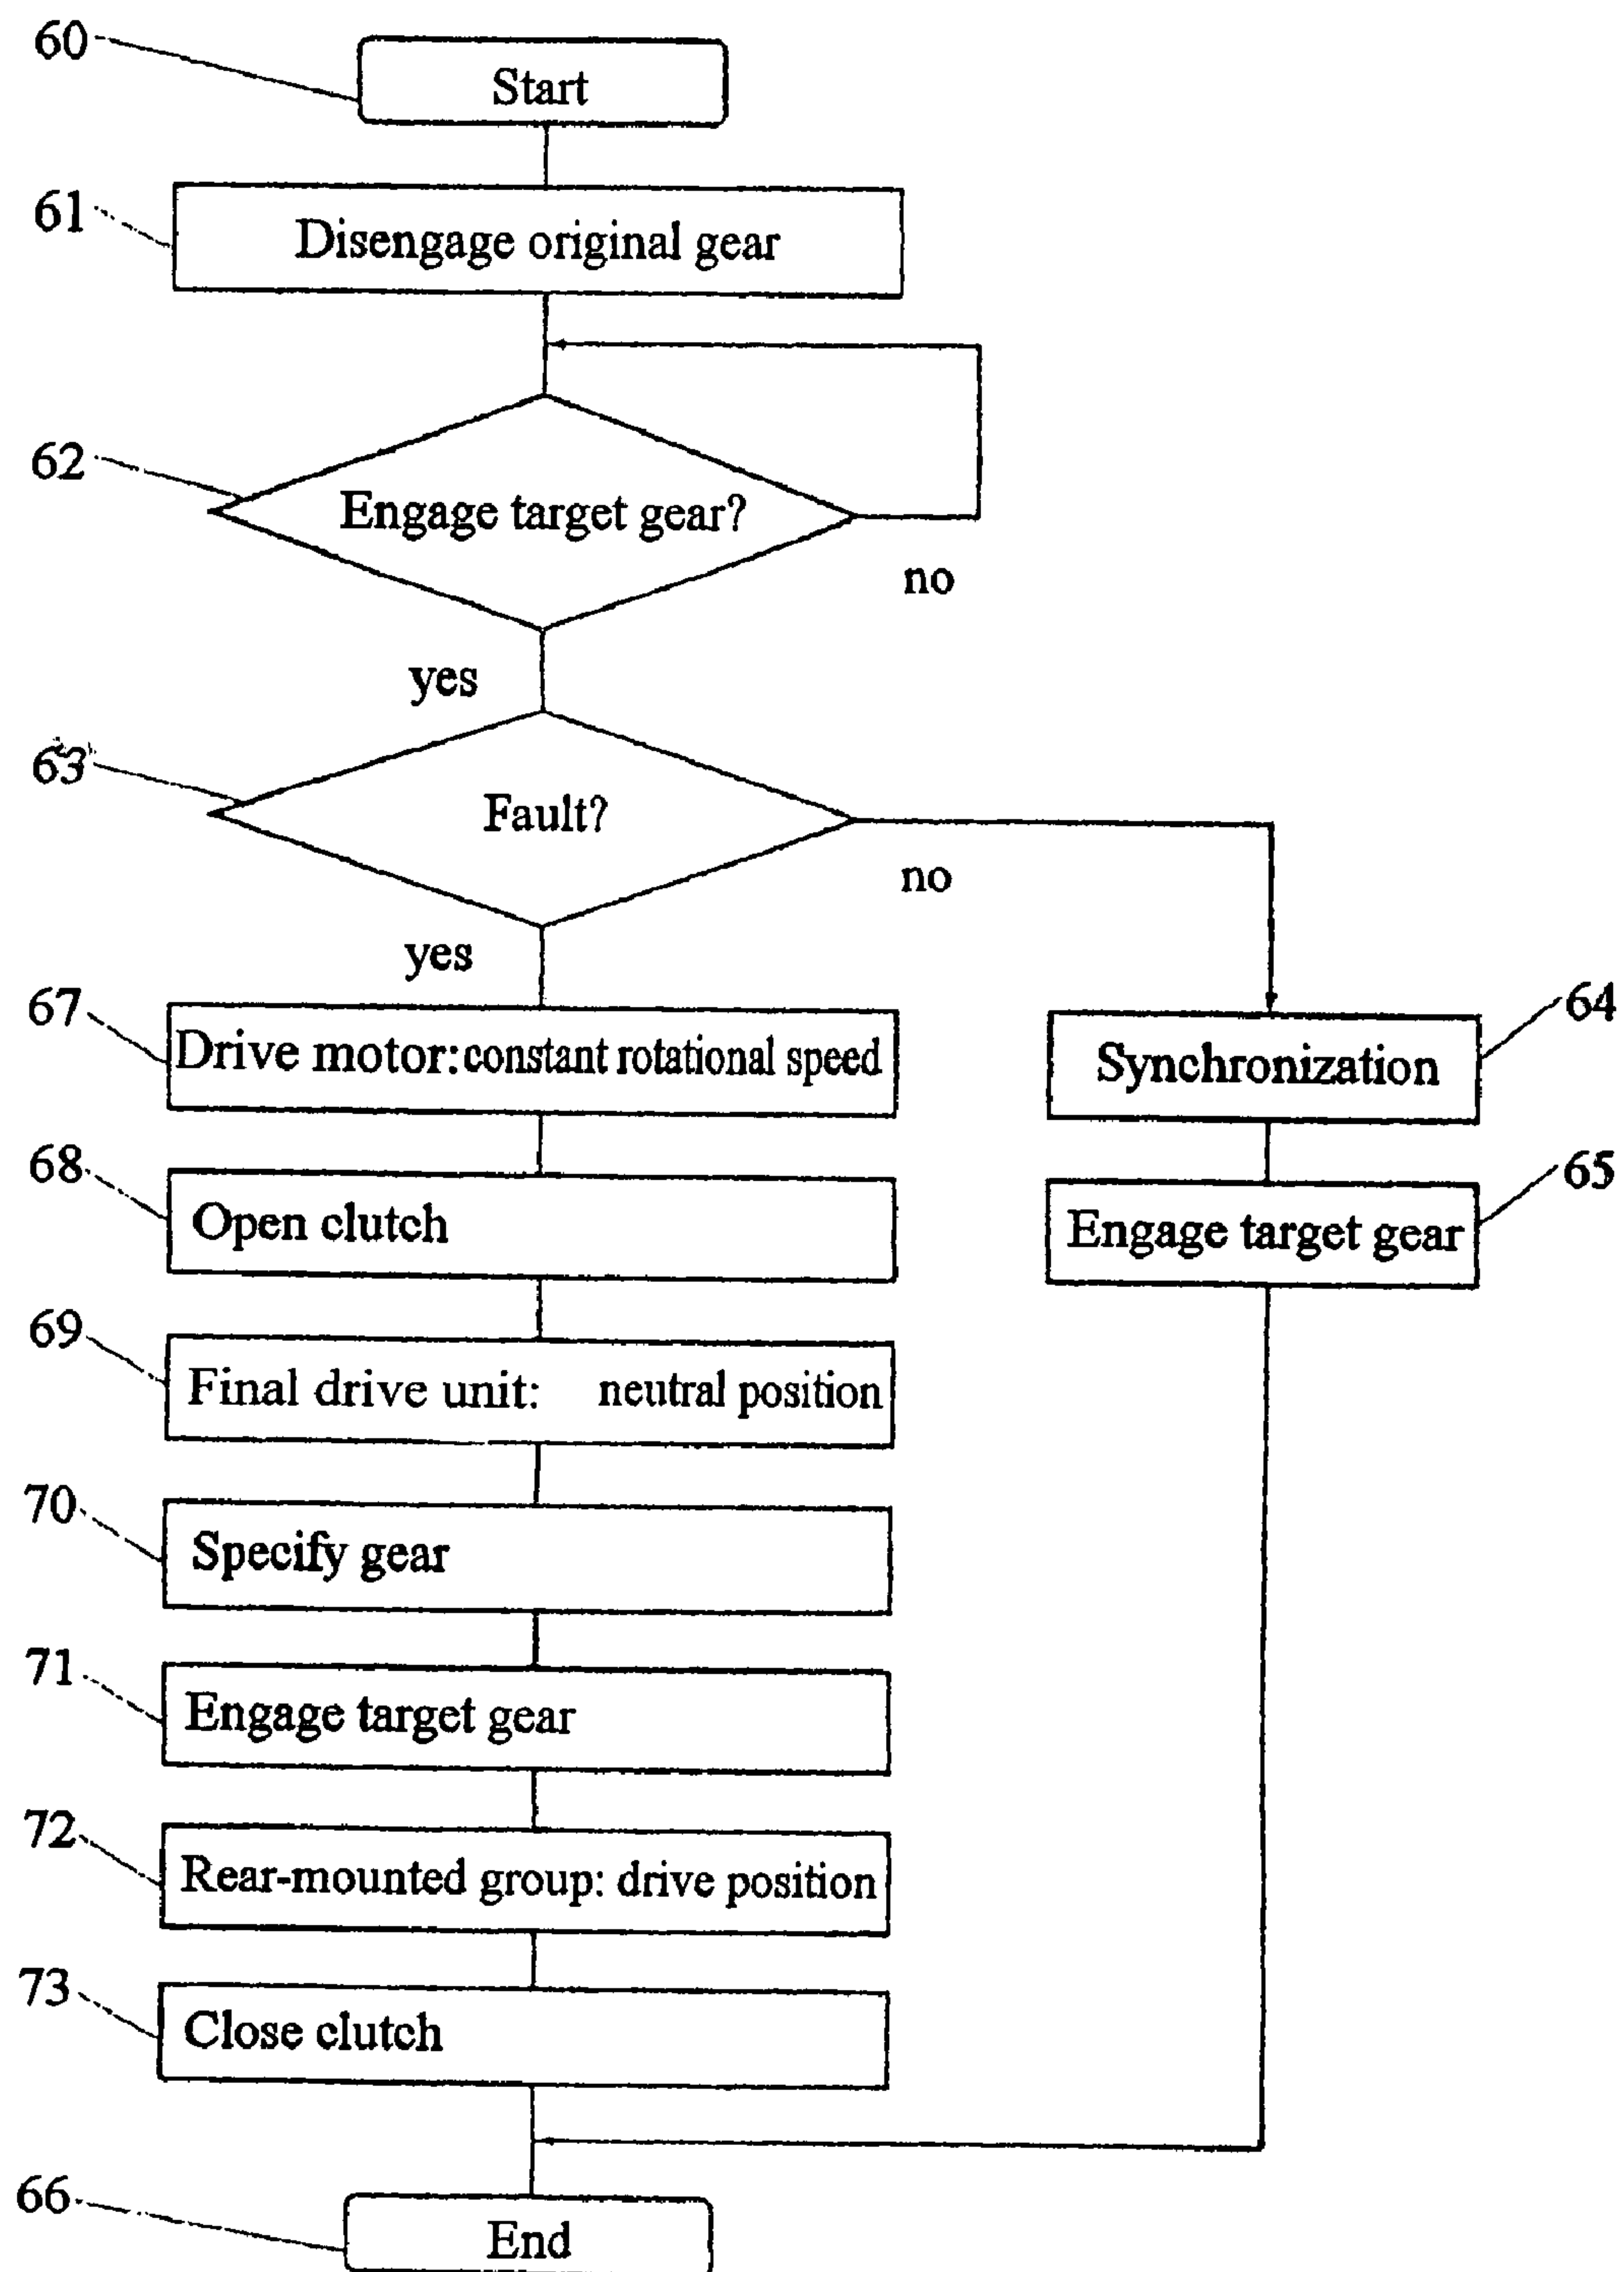 60
Start
61
Disengage original gear
62
Engage target gear?
no
yes
63
Fault?
no
yes
67
Drive motor: constant rotational speed
64
Synchronization
68
Open clutch
65
Engage target gear
69
Final drive unit: neutral position
70
Specify gear
71
Engage target gear
72
Rear-mounted group: drive position
73
Close clutch
66
End